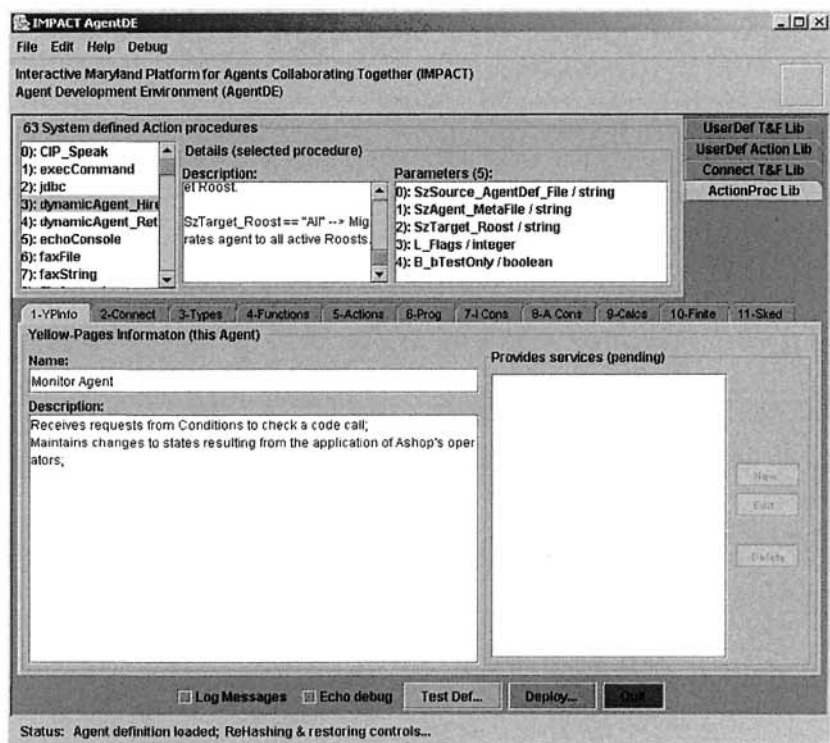 IMPACT AgentDE
File Edit Help Debug
Interactive Maryland Platform for Agents Collaborating Together (IMPACT)
Agent Development Environment (AgentDE)
63 System defined Action procedures
0): CIP_Speak
1): execCommand
2): jdbc
3): dynamicAgent_Hire
4): dynamicAgent_Ret
5): echoConsole
6): faxFile
7): faxString
Details (selected procedure)
Description:
et Roost.
SzTarget_Roost== "All" --> Mig
rates agent to all active Roosts.
Parameters (5):
0): SzSource_AgentDef_File / string
1): SzAgent_MetaFile / string
2): SzTarget_Roost / string
3): L_Flags / integer
4): B_bTestOnly / boolean
UserDef T&F Lib
UserDef Action Lib
Connect T&F Lib
ActionProc Lib
1-YPInfo 2-Connect 3-Types 4-Functions 5-Actions 6-Prog 7-I Cons 8-A Cons 9-Calcs 10-Finite 11-Sked
Yellow-Pages Informaton (this Agent)
Name:
Monitor Agent
Description:
Receives requests from Conditions to check a code call;
Maintains changes to states resulting from the application of Ashop's oper
ators;
Provides services (pending)
New
Edit
Delete
Log Messages Echo debug Test Def... Deploy... Quit
Status: Agent definition loaded; ReHashing & restoring controls...